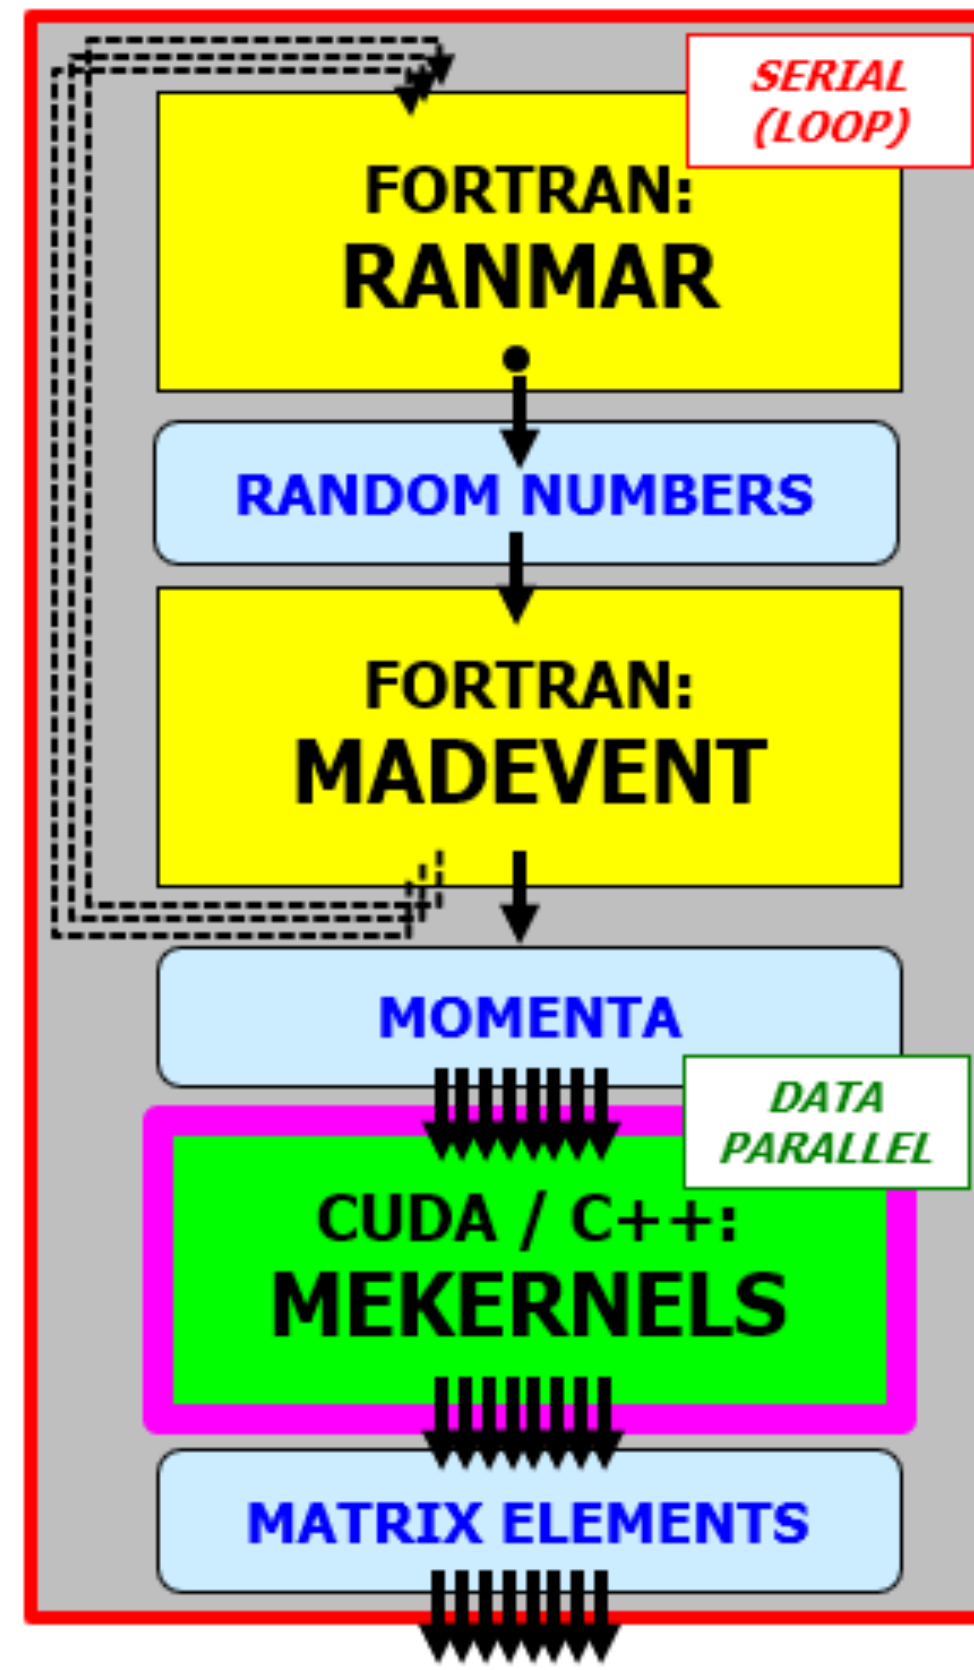 SERIAL
(LOOP)
FORTRAN:
RANMAR
RANDOM NUMBERS
FORTRAN:
MADEVENT
MOMENTA
DATA
PARALLEL
CUDA / C++:
MEKERNELS
MATRIX ELEMENTS